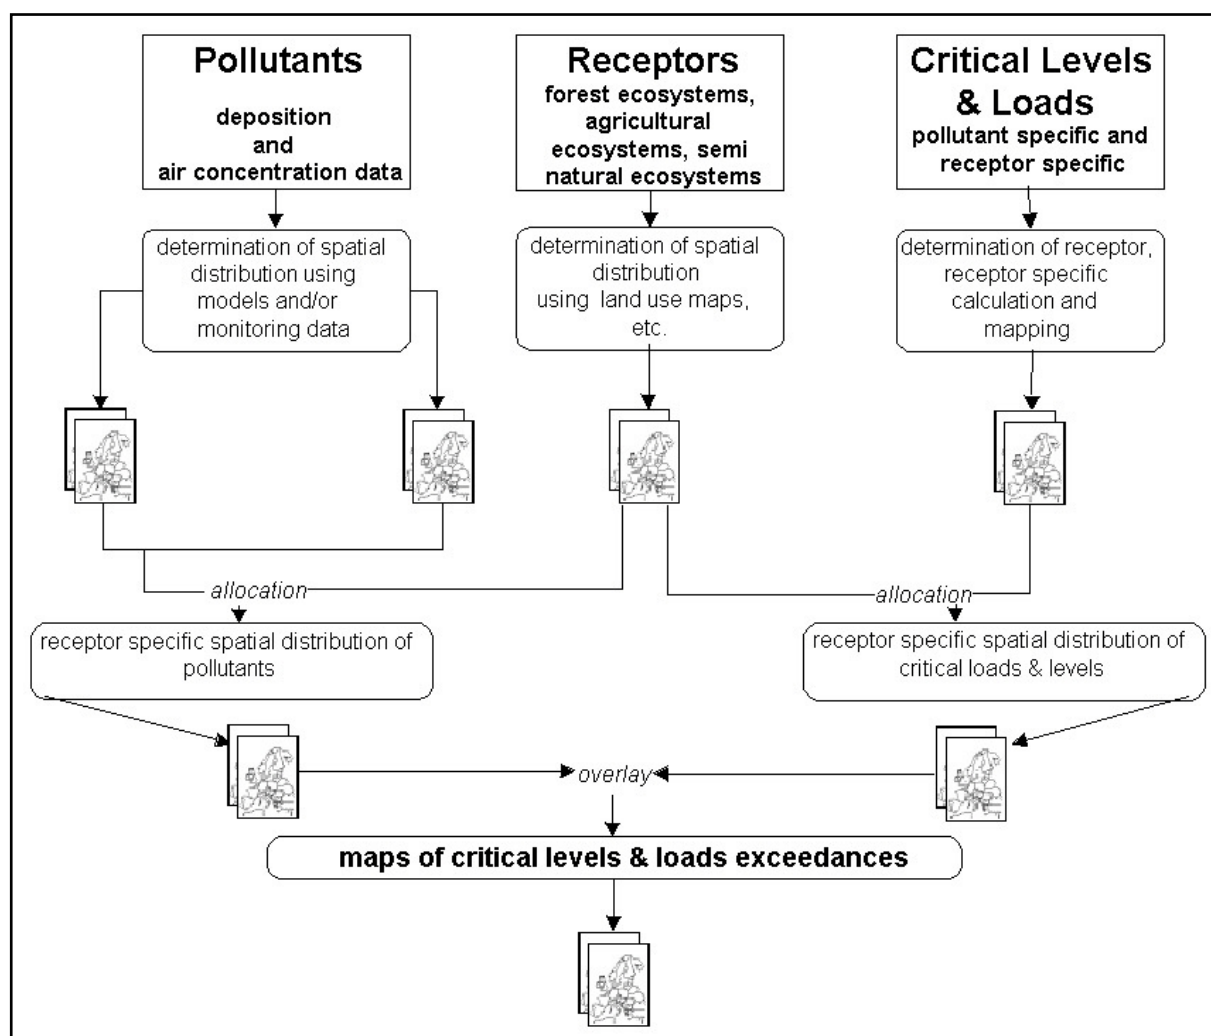 Pollutants
deposition
and
air concentration data
Receptors
forest ecosystems,
agricultural
ecosystems, semi
natural ecosystems
Critical Levels
& Loads
pollutant specific and
receptor specific
determination of spatial
distribution using
models and/or
monitoring data
determination of spatial
distribution
using land use maps,
etc.
determination of receptor,
receptor specific
calculation and
mapping
allocation
allocation
receptor specific spatial distribution of
pollutants
receptor specific spatial distribution of
critical loads & levels
overlay
maps of critical levels & loads exceedances